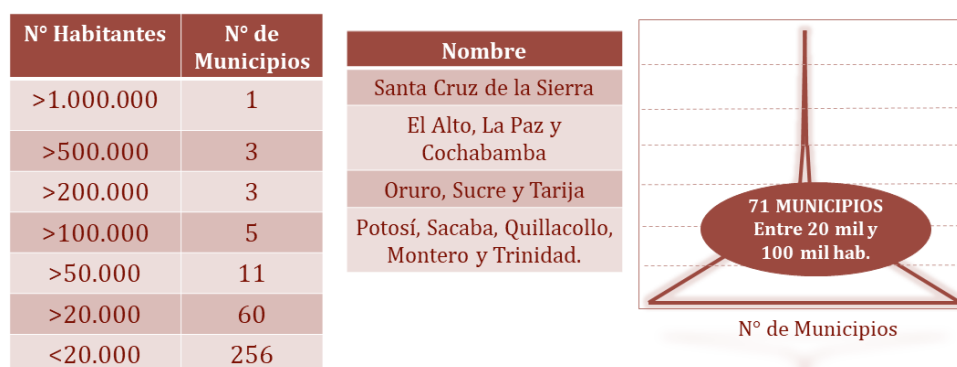 N° Habitantes
N° de
Municipios
>1.000.000
1
>500.000
3
>200.000
3
>100.000
5
>50.000
11
>20.000
60
<20.000
256
Nombre
Santa Cruz de la Sierra
El Alto, La Paz y
Cochabamba
Oruro, Sucre y Tarija
Potosí, Sacaba, Quillacollo,
Montero y Trinidad.
71 MUNICIPIOS
Entre 20 mil y
100 mil hab.
N° de Municipios